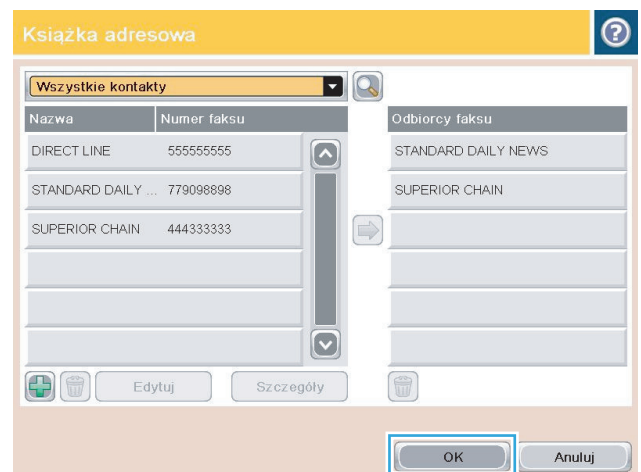 Książka adresowa
?
Wszystkie kontakty
Nazwa Numer faksu
DIRECT LINE 555555555
STANDARD DAILY ... 779098898
SUPERIOR CHAIN 444333333
Edytuj Szczegóły
Odbiorcy faksu
STANDARD DAILY NEWS
SUPERIOR CHAIN
OK Anuluj